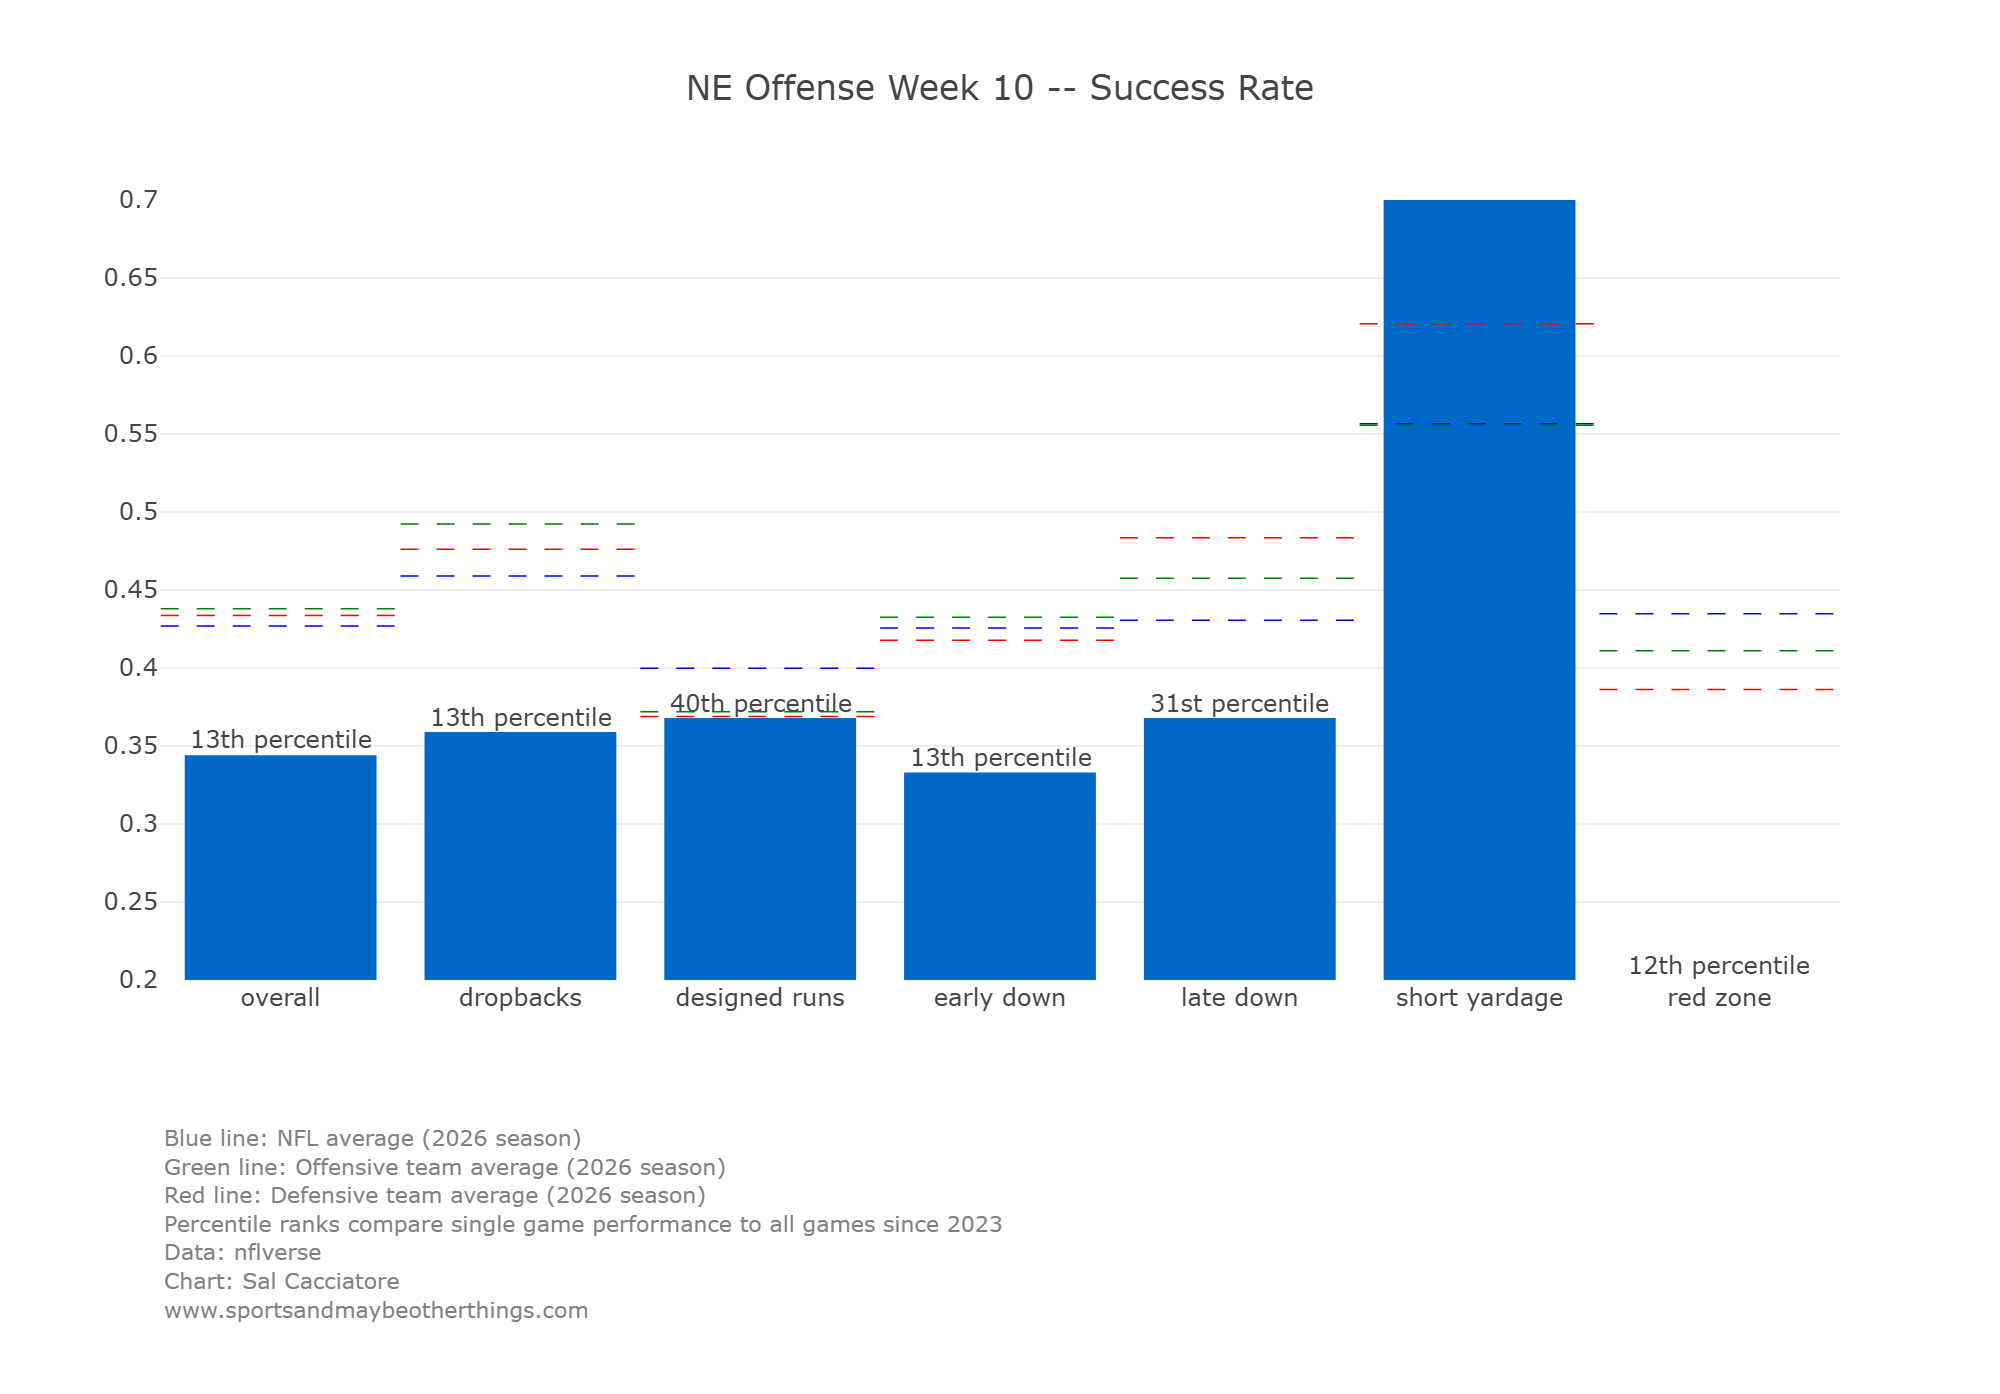 NE Offense Week 10 -- Success Rate
0.7
0.65
0.6
0.55
0.5
0.45
0.4
0.35
0.3
0.25
0.2
13th percentile
13th percentile
40th percentile
13th percentile
31st percentile
12th percentile
overall
dropbacks
designed runs
early down
late down
short yardage
red zone
Blue line: NFL average (2026 season)
Green line: Offensive team average (2026 season)
Red line: Defensive team average (2026 season)
Percentile ranks compare single game performance to all games since 2023
Data: nflverse
Chart: Sal Cacciatore
www.sportsandmaybeotherthings.com